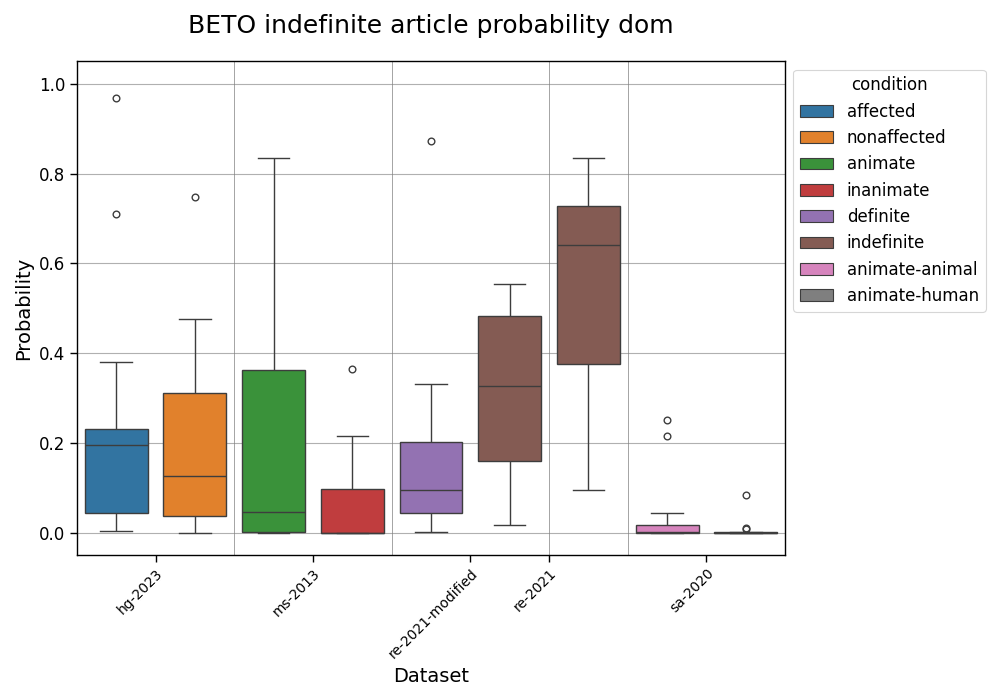 BETO indefinite article probability dom
condition
affected
nonaffected
animate
inanimate
definite
indefinite
animate-animal
animate-human
Probability
1.0
0.8
0.6
0.4
0.2
0.0
hg-2023
ms-2013
re-2021-modified
re-2021
sa-2020
Dataset